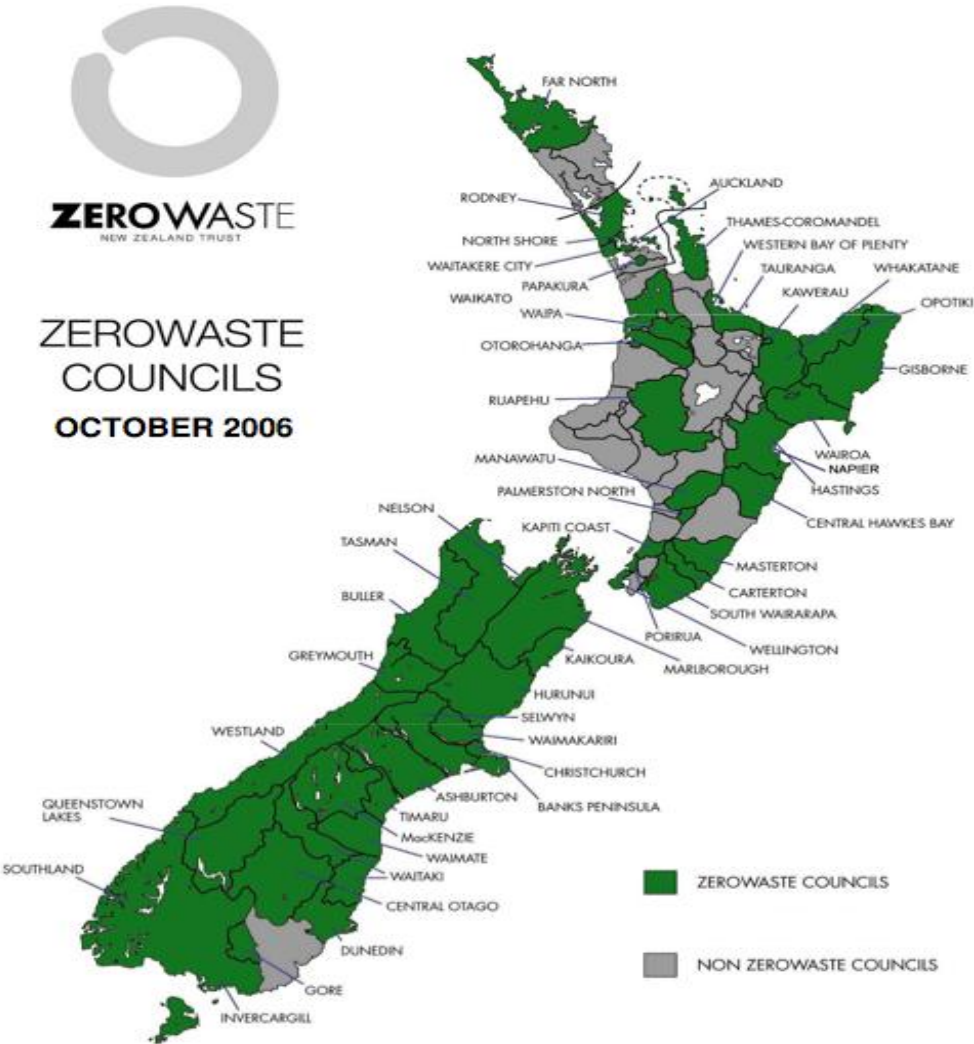 ZEROWASTE
NEW ZEALAND TRUST
ZEROWASTE
COUNCILS
OCTOBER 2006
FAR NORTH
AUCKLAND
RODNEY
THAMES-COROMANDEL
NORTH SHORE
WESTERN BAY OF PLENTY
WAITAKERE CITY
TAURANGA
WHAKATANE
PAPAKURA
KAWERAU
WAIKATO
OPOTIKI
WAIPA
OTOROHANGA
GISBORNE
RUAPEHU
WAIROA
MANAWATU
NAPIER
HASTINGS
PALMERSTON NORTH
NELSON
KAPITI COAST
CENTRAL HAWKES BAY
TASMAN
MASTERTON
CARTERTON
BULLER
SOUTH WAIRARAPA
PORIRUA
WELLINGTON
GREYMOUTH
KAIKOURA
MARLBOROUGH
HURUNUI
SELWYN
WESTLAND
WAIMAKARIRI
CHRISTCHURCH
ASHBURTON
BANKS PENINSULA
QUEENSTOWN
LAKES
TIMARU
MacKENZIE
WAIMATE
SOUTHLAND
WAITAKI
ZEROWASTE COUNCILS
CENTRAL OTAGO
DUNEDIN
NON ZEROWASTE COUNCILS
GORE
INVERCARGILL